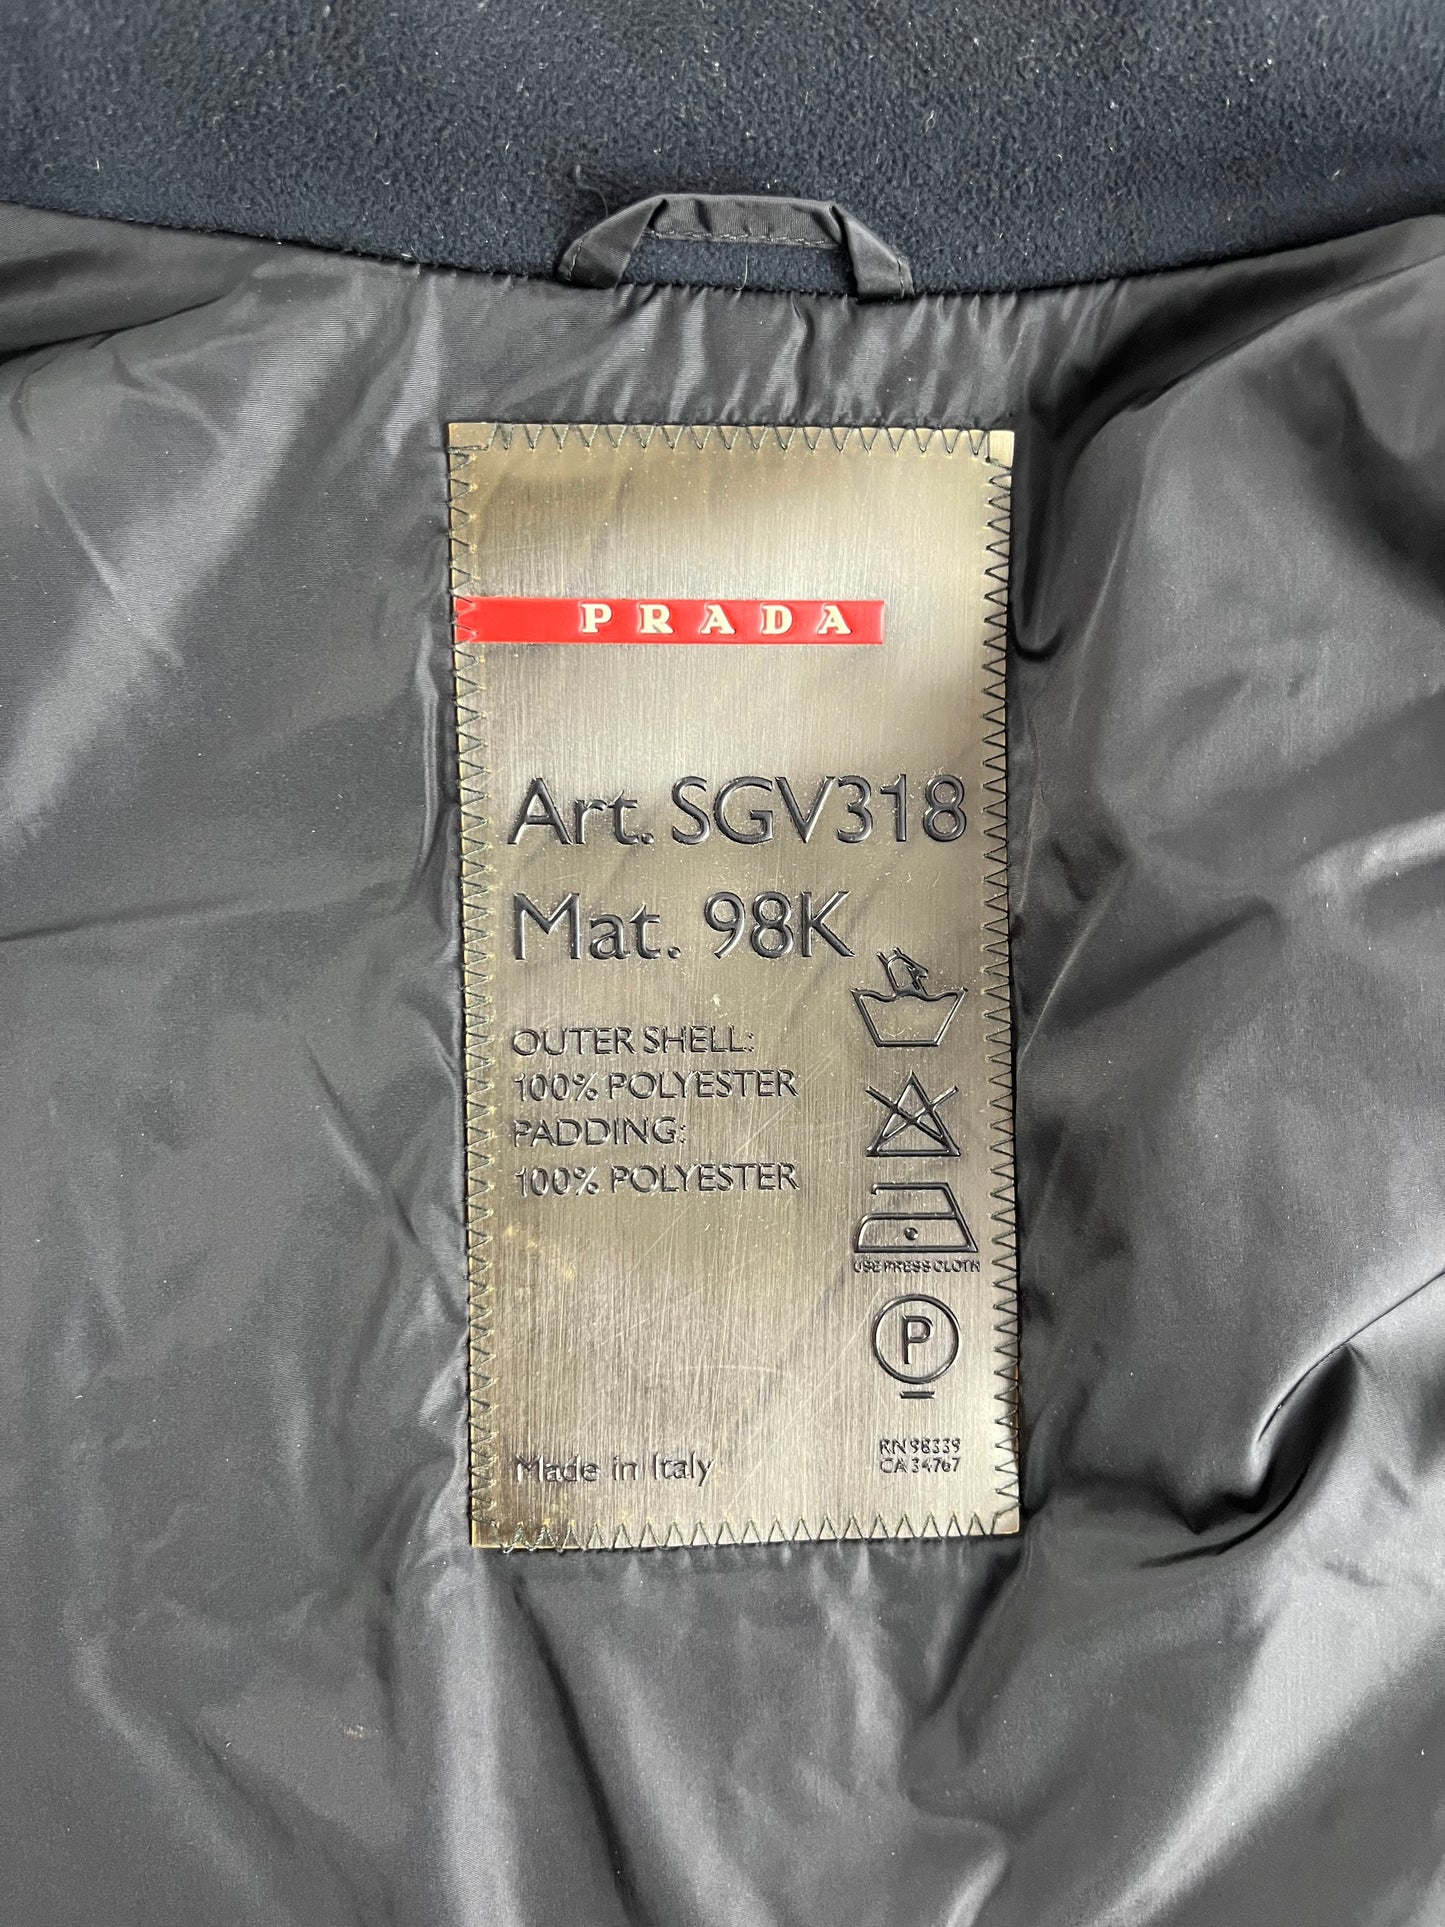 PRADA
Art. SGV318
Mat. 98K
OUTER SHELL:
100% POLYESTER
PADDING:
100% POLYESTER
USE PRESS CLOTH
P
Made in Italy
RN 98339
CA 34767